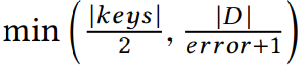 min ( |keys| / 2 , |D| / error+1 )